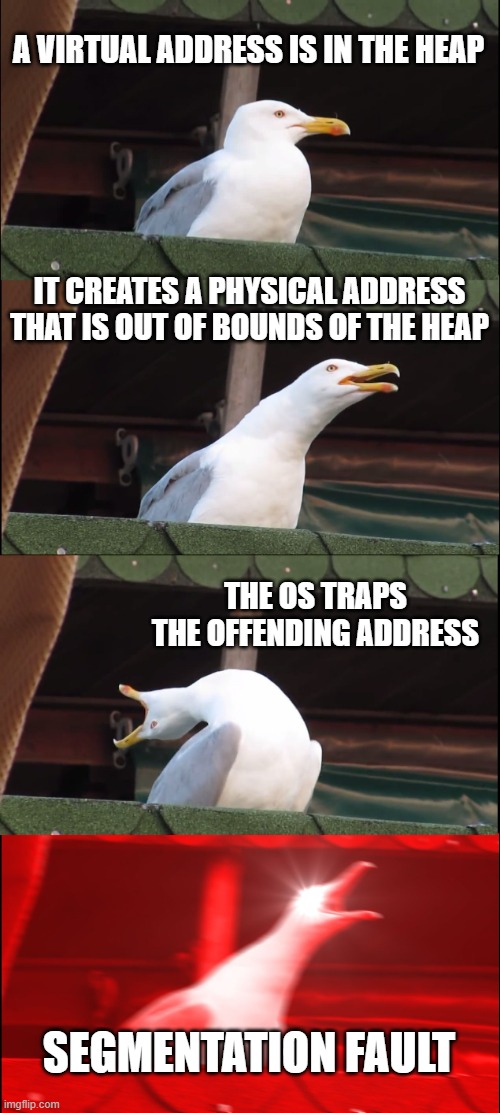 A VIRTUAL ADDRESS IS IN THE HEAP
IT CREATES A PHYSICAL ADDRESS
THAT IS OUT OF BOUNDS OF THE HEAP
THE OS TRAPS
THE OFFENDING ADDRESS
SEGMENTATION FAULT
imgflip.com